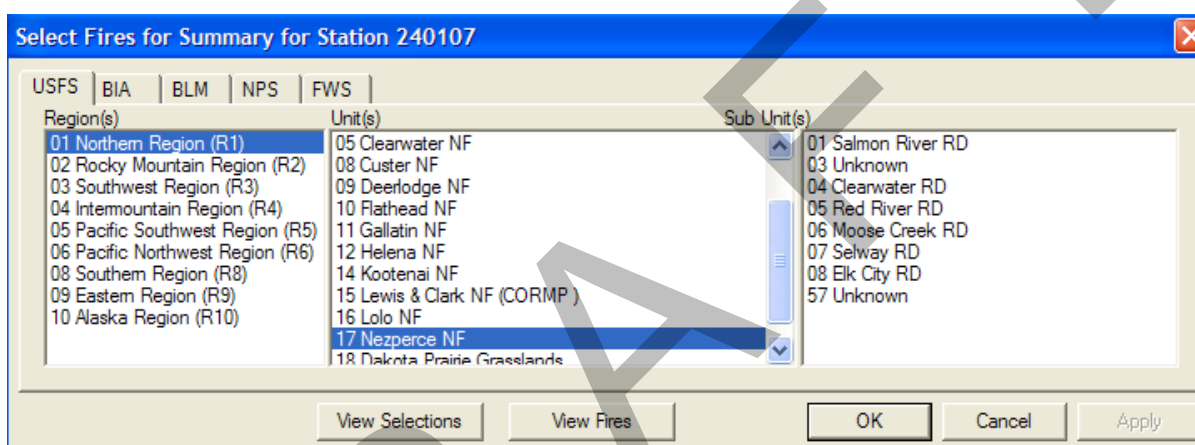 Select Fires for Summary for Station 240107
USFS BIA BLM NPS FWS
Region(s) Unit(s) Sub Unit(s)
01 Northern Region (R1)
02 Rocky Mountain Region (R2)
03 Southwest Region (R3)
04 Intermountain Region (R4)
05 Pacific Southwest Region (R5)
06 Pacific Northwest Region (R6)
08 Southern Region (R8)
09 Eastern Region (R9)
10 Alaska Region (R10)
05 Clearwater NF
08 Custer NF
09 Deerlodge NF
10 Flathead NF
11 Gallatin NF
12 Helena NF
14 Kootenai NF
15 Lewis & Clark NF (CORMP )
16 Lolo NF
17 Nezperce NF
18 Dakota Prairie Grasslands
01 Salmon River RD
03 Unknown
04 Clearwater RD
05 Red River RD
06 Moose Creek RD
07 Selway RD
08 Elk City RD
57 Unknown
View Selections View Fires OK Cancel Apply